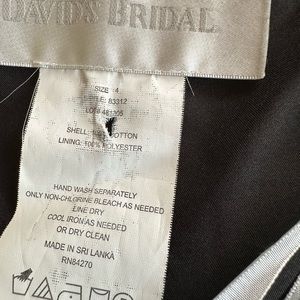 DAVID'S BRIDAL
SIZE: 4
83312
SHELL: COTTON
LINING: 100% POLYESTER
HAND WASH SEPARATELY
ONLY NON-CHLORINE BLEACH AS NEEDED
LINE DRY
COOL IRON AS NEEDED
OR DRY CLEAN
MADE IN SRI LANKA
RN84270